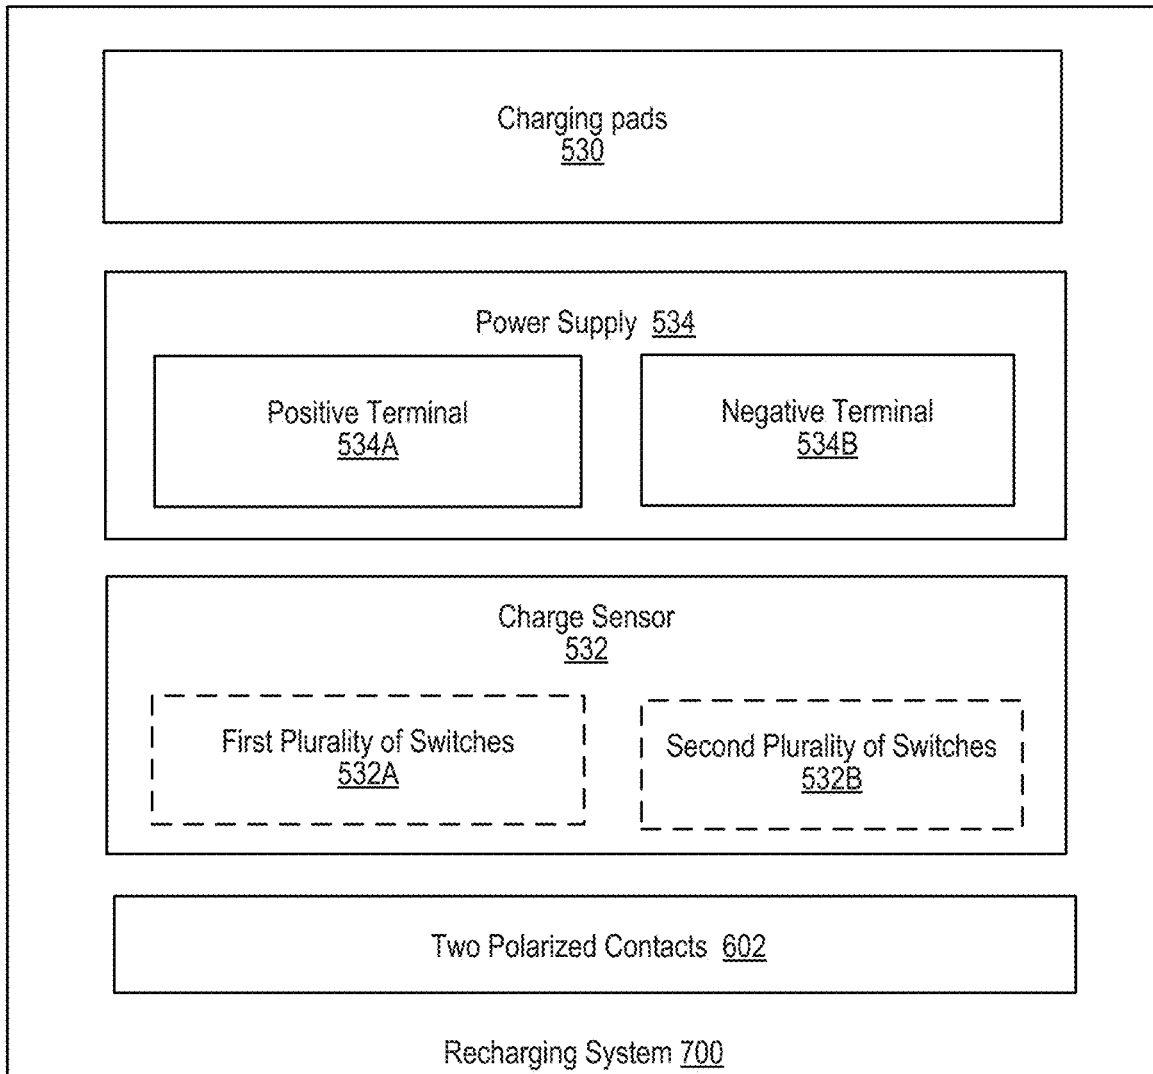 Charging pads
530
Power Supply 534
Positive Terminal
534A
Negative Terminal
534B
Charge Sensor
532
First Plurality of Switches
532A
Second Plurality of Switches
532B
Two Polarized Contacts 602
Recharging System 700